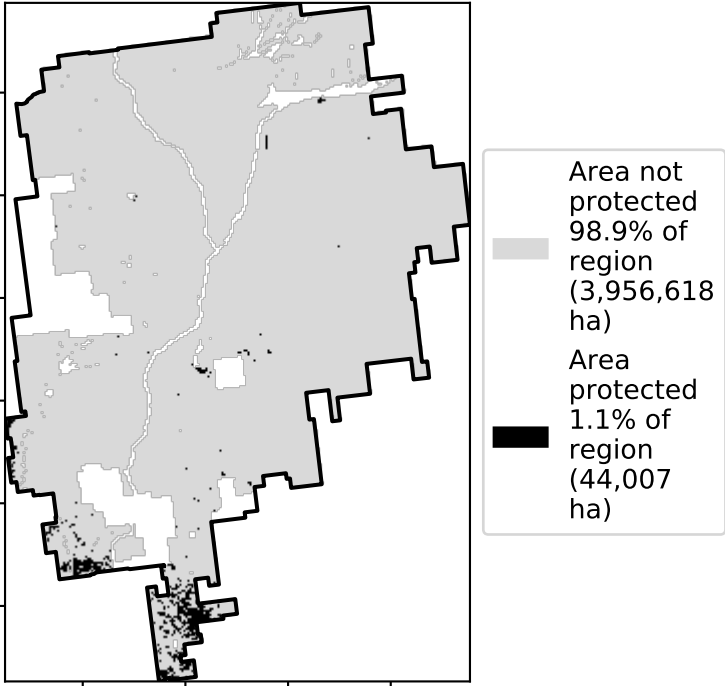 Area not
protected
98.9% of
region
(3,956,618
ha)
Area
protected
1.1% of
region
(44,007
ha)